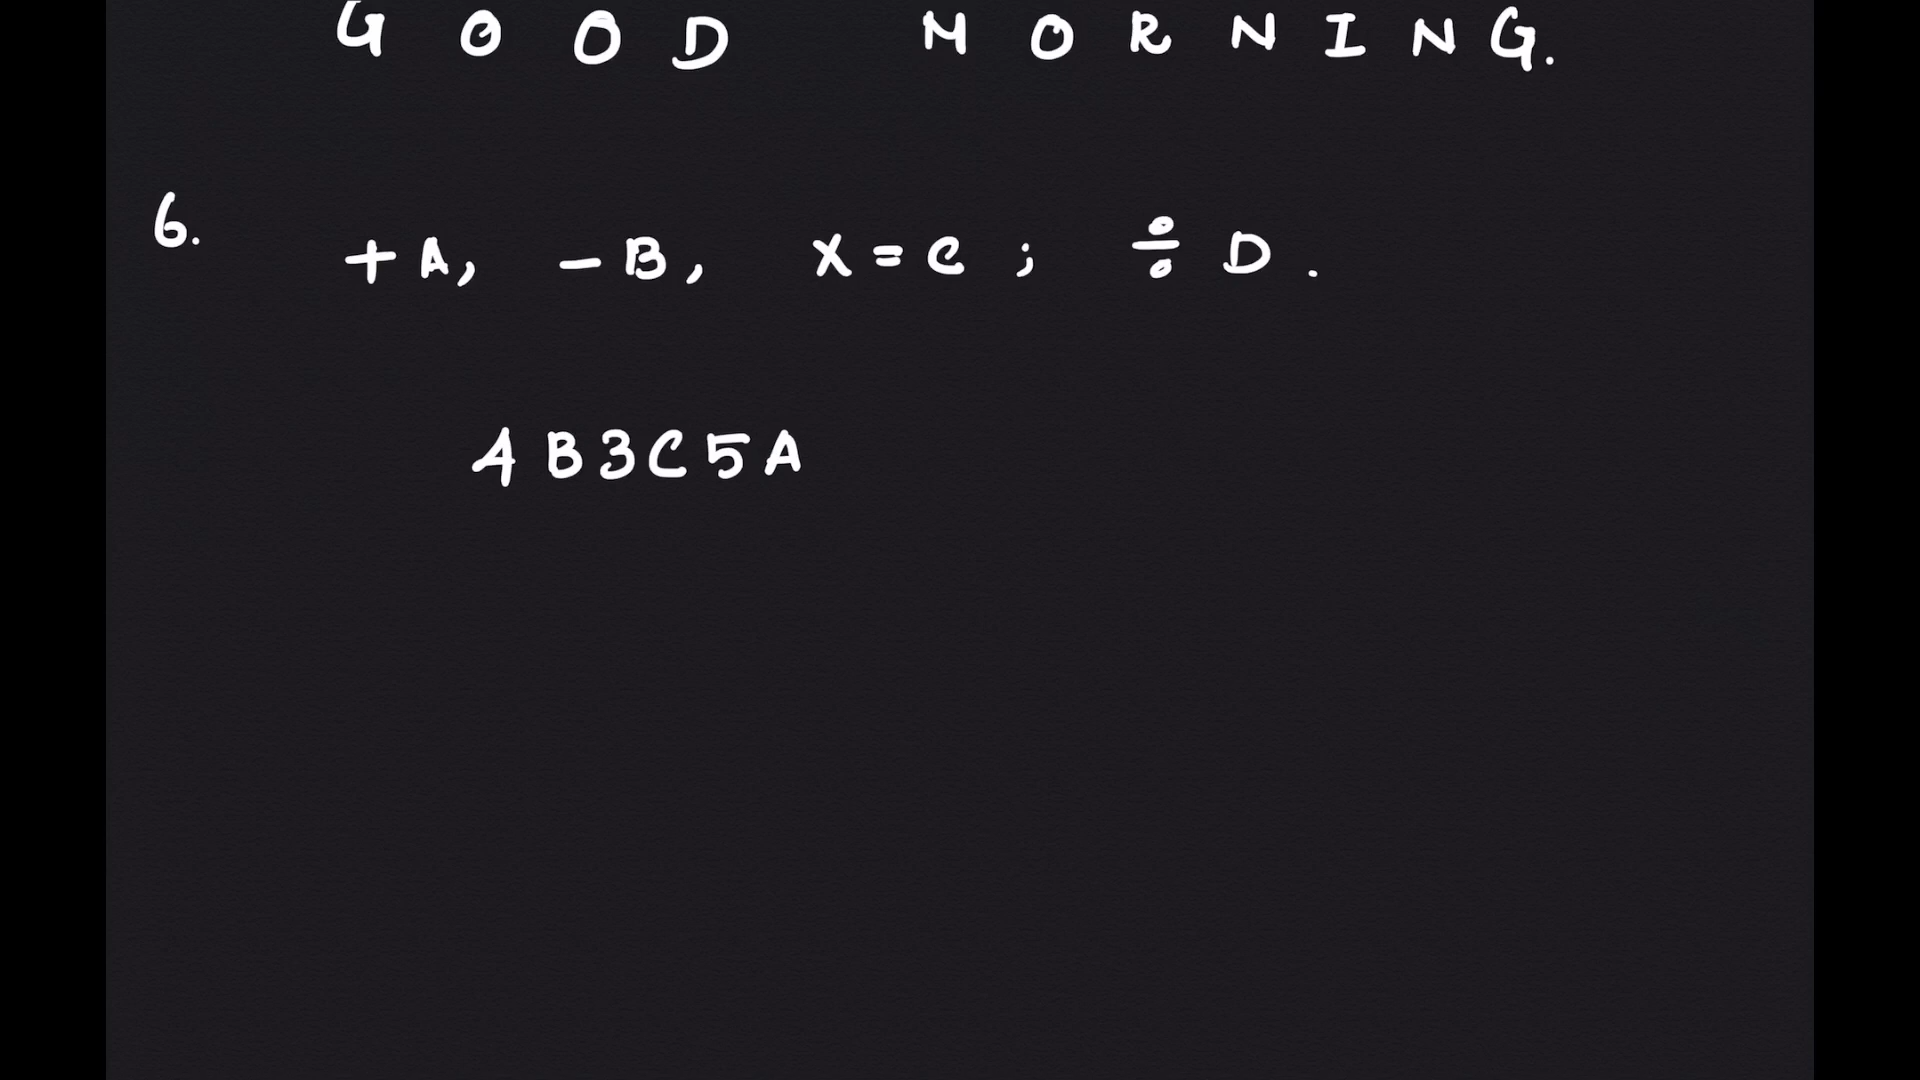 GOOD MORNING.
6. +A, -B, X=C; ÷D.
4B3C5A